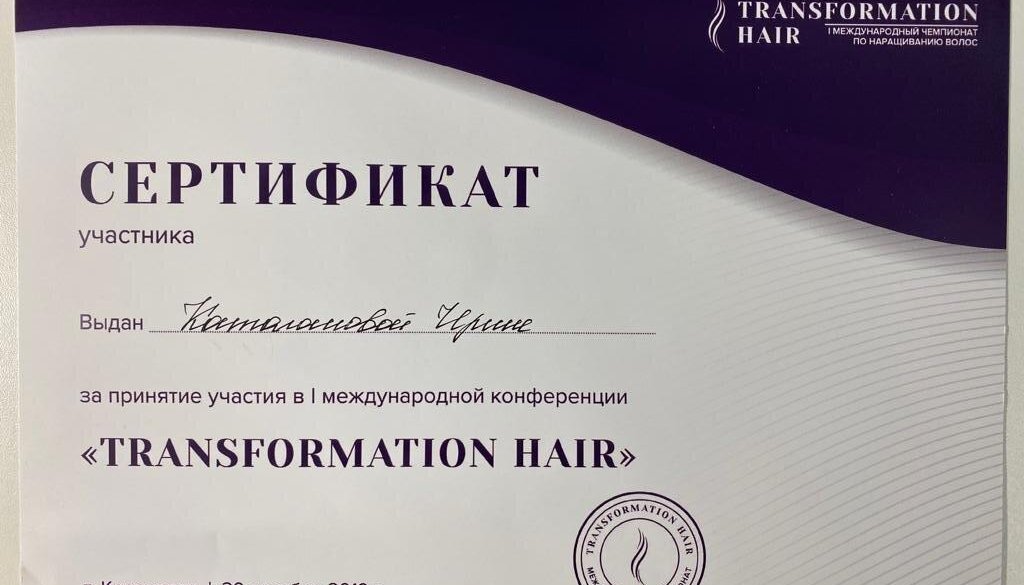 TRANSFORMATION
HAIR
I МЕЖДУНАРОДНЫЙ ЧЕМПИОНАТ
ПО НАРАЩИВАНИЮ ВОЛОС
СЕРТИФИКАТ
участника
Выдан Каталановой Ирине
за принятие участия в I международной конференции
«TRANSFORMATION HAIR»
TRANSFORMATION HAIR